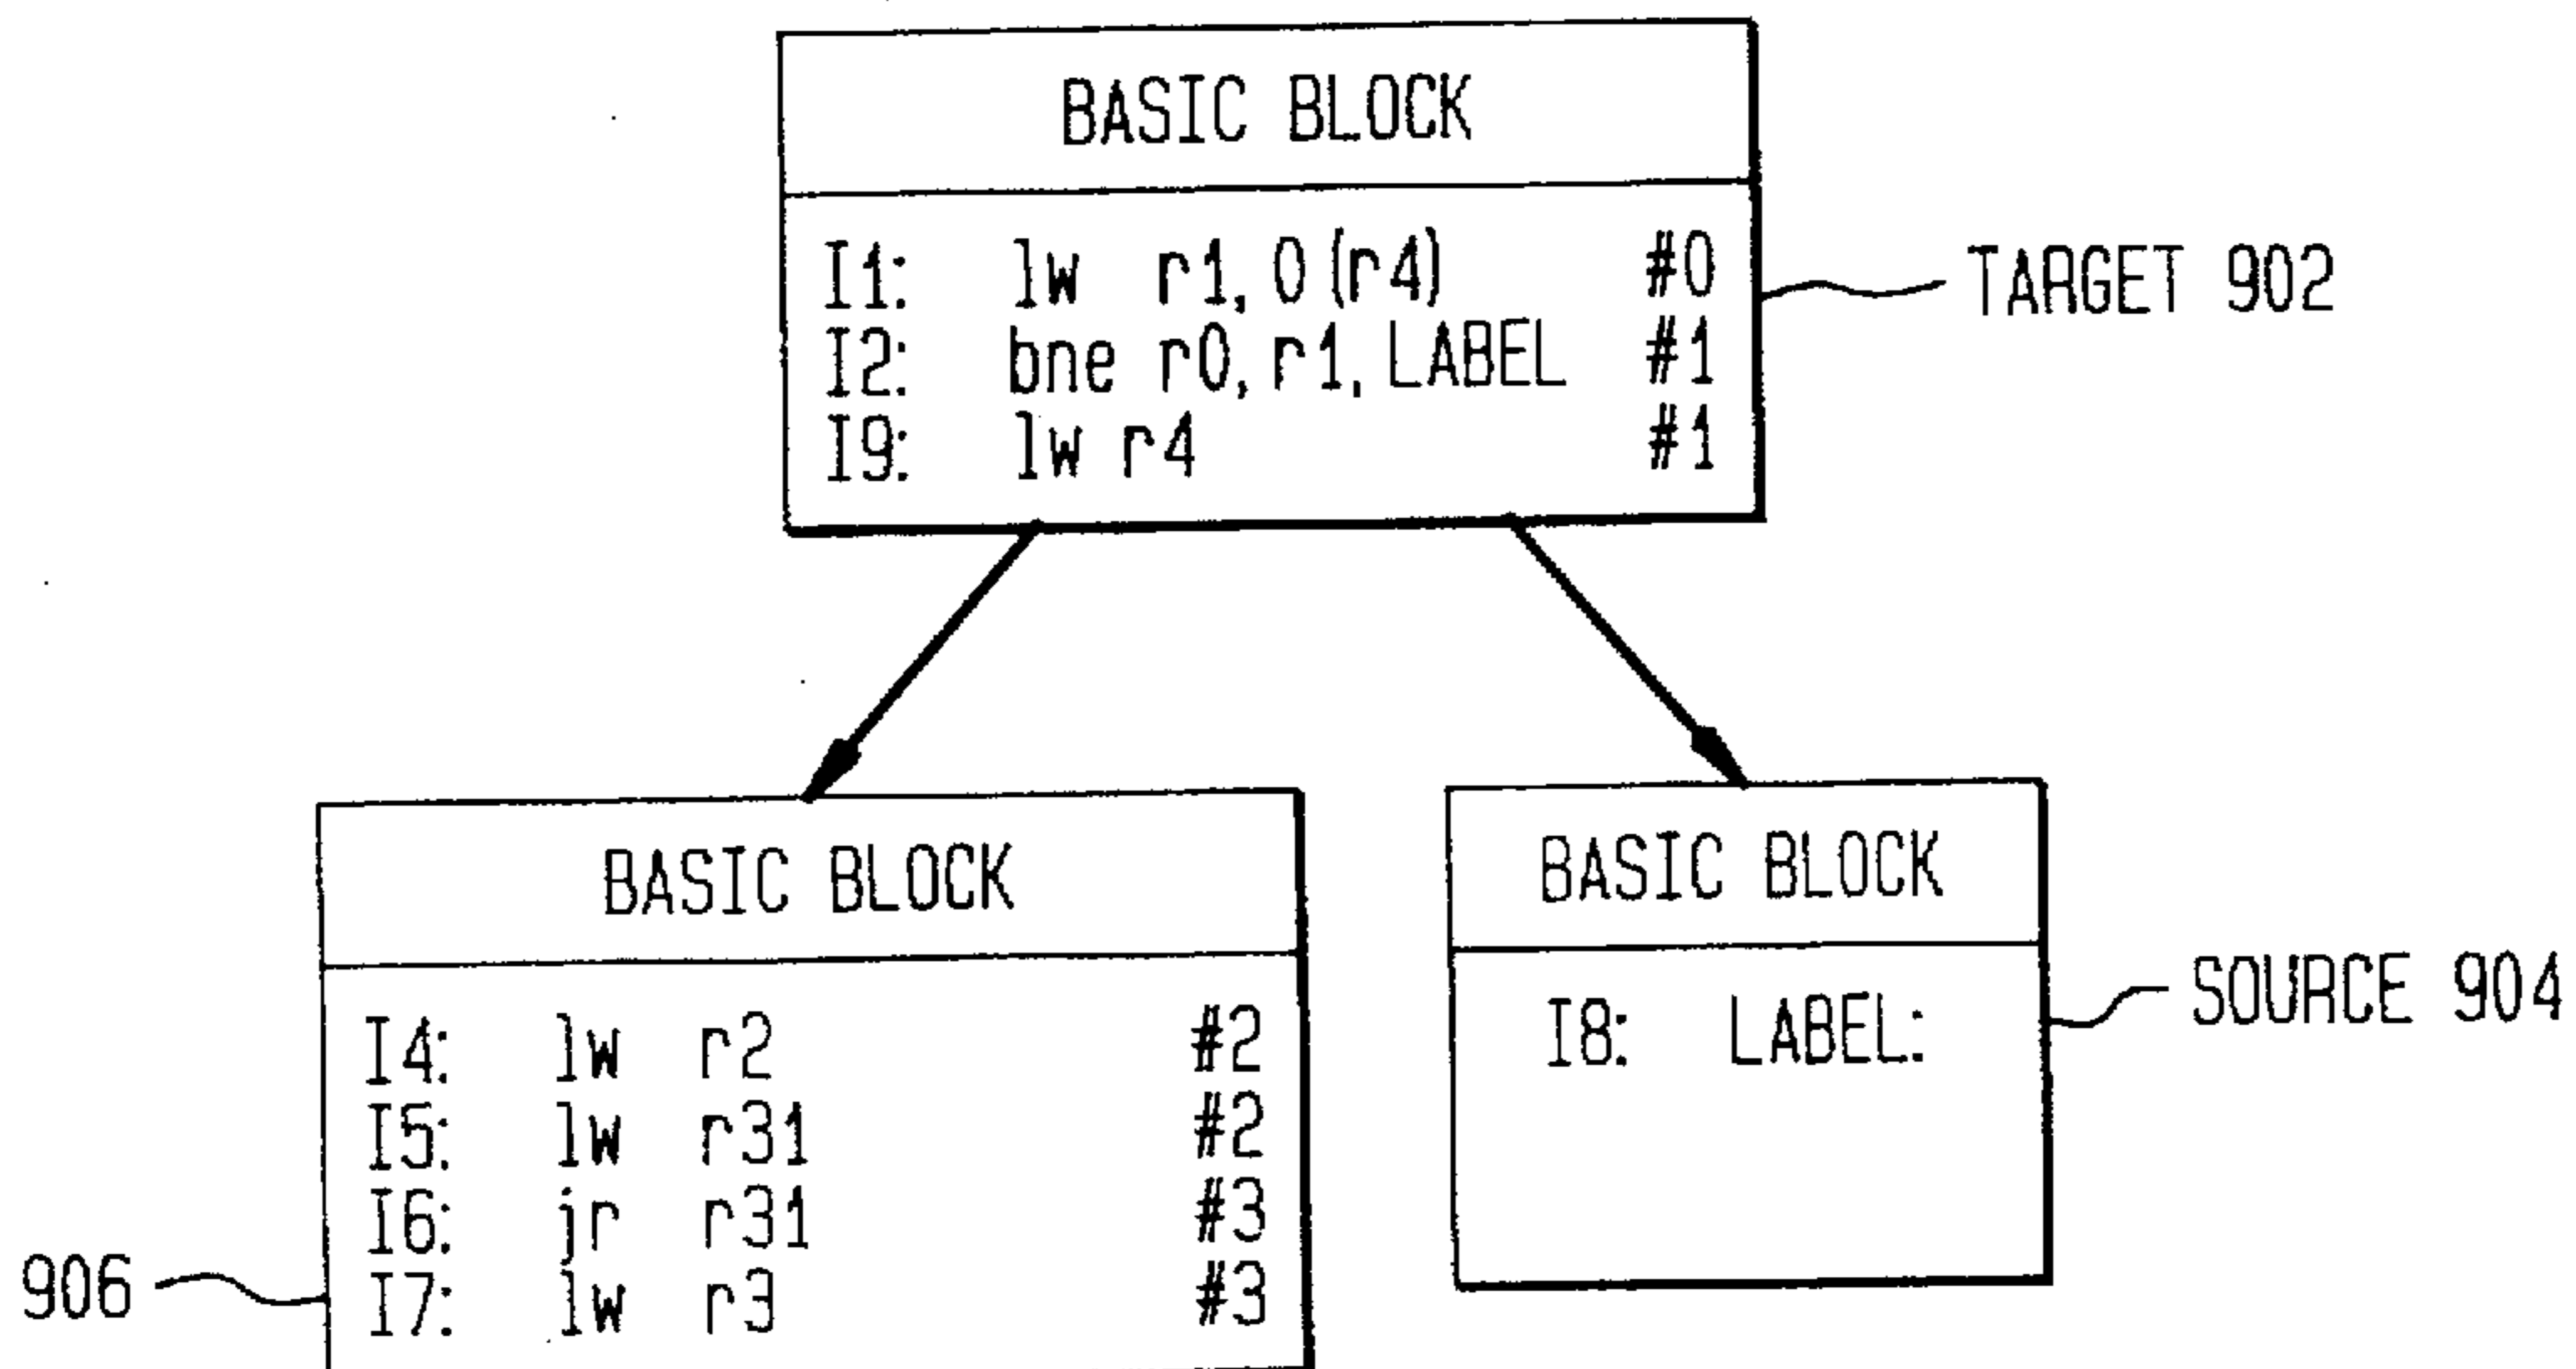 BASIC BLOCK
I1: lw r1, 0 (r4) #0
I2: bne r0, r1, LABEL #1
I9: lw r4 #1
TARGET 902
BASIC BLOCK
I4: lw r2 #2
I5: lw r31 #2
I6: jr r31 #3
I7: lw r3 #3
906
BASIC BLOCK
I8: LABEL:
SOURCE 904